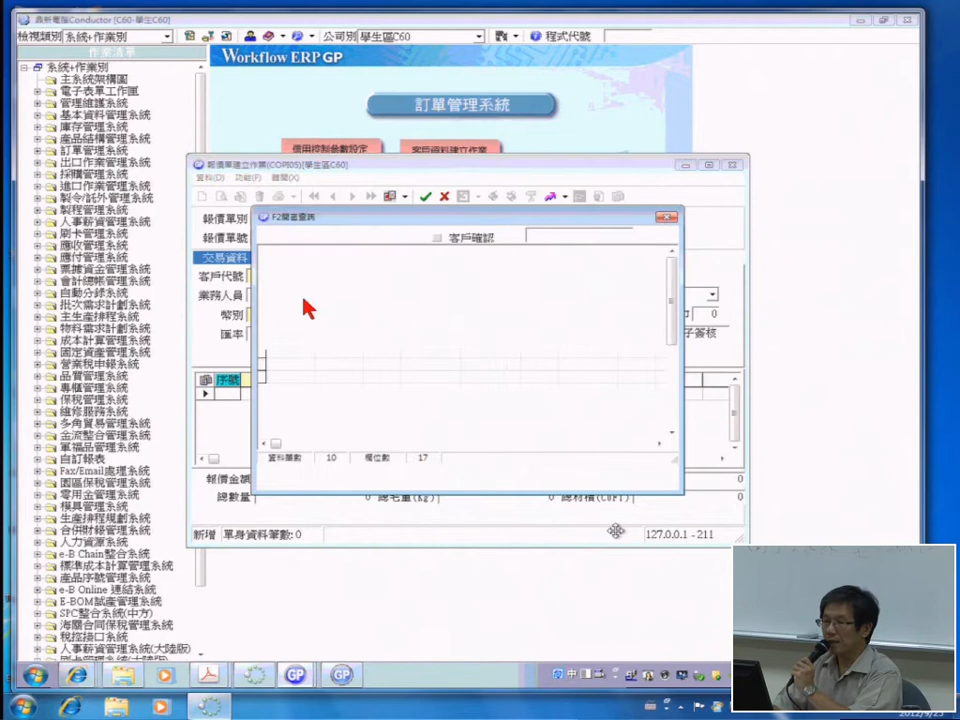 鼎新電腦Conductor [C60-學生區C60]
檢視類別 系統+作業別 公司別 學生區C60 程式代號
作業清單
系統+作業別
主系統架構圖
電子表單工作匣
管理維護系統
基本資料管理系統
庫存管理系統
產品結構管理系統
訂單管理系統
出口作業管理系統
採購管理系統
進口作業管理系統
製令/託外管理系統
製程管理系統
人事薪資管理系統
刷卡管理系統
應收管理系統
應付管理系統
票據資金管理系統
會計總帳管理系統
自動分錄系統
批次需求計劃系統
主生產排程系統
物料需求計劃系統
成本計算管理系統
固定資產管理系統
營業稅申報系統
品質管理系統
專櫃管理系統
保稅管理系統
維修服務系統
多角貿易管理系統
金流整合管理系統
軍福品管理系統
自訂報表
Fax/Email處理系統
園區保稅管理系統
零用金管理系統
模具管理系統
生產排程規劃系統
合併財報管理系統
人力資源系統
e-B Chain整合系統
標準成本計算管理系統
產品序號管理系統
e-B Online 連結系統
E-BOM試產管理系統
SPC整合系統(中方)
海關合同保稅管理系統
稅控接口系統
人事薪資管理系統(大陸版)
刷卡管理系統(大陸版)
Workflow ERP GP
訂單管理系統
信用控制參數設定
客戶資料建立作業
報價單建立作業(COPI05)[學生區C60]
資料(D) 功能(F) 離開(X)
報價單別
報價單號
交易資料
客戶代號
業務人員
幣別 0
匯率 子簽核
F2開窗查詢
客戶確認
資料筆數 10 欄位數 17
序號
報價金額 0
總數量 0 總毛重(Kg) 0 總材積(CUFT) 0
新增 單身資料筆數: 0 127.0.0.1 - 211
GP
中
2012/9/23